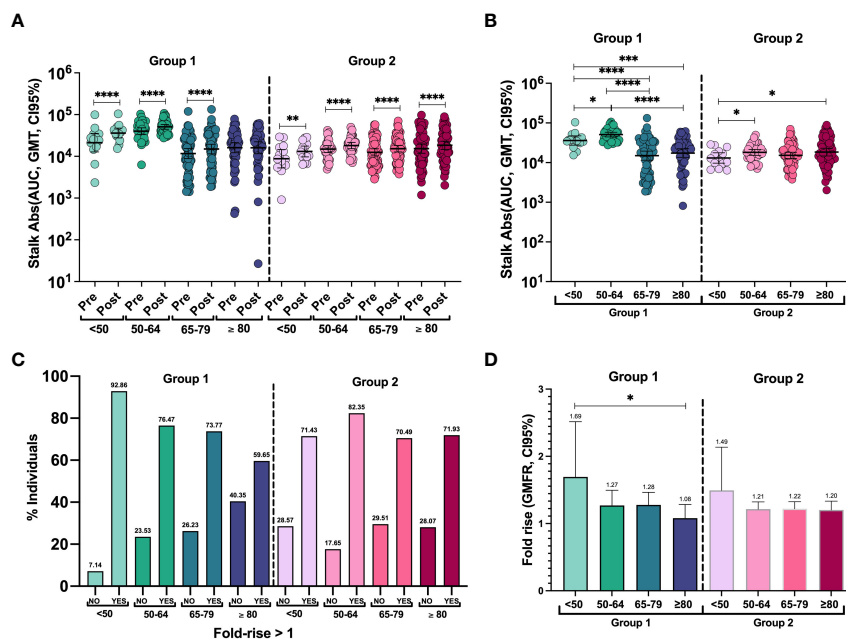 A
Group 1 Group 2
Stalk Abs(AUC, GMT, CI95%)
10⁶
10⁵
10⁴
10³
10²
10¹
**** **** **** ** **** **** ****
Pre Post Pre Post Pre Post Pre Post Pre Post Pre Post Pre Post Pre Post
<50 50-64 65-79 ≥ 80 <50 50-64 65-79 ≥ 80
B
Group 1 Group 2
Stalk Abs(AUC, GMT, CI95%)
10⁶
10⁵
10⁴
10³
10²
10¹
***
****
****
* ****
*
*
<50 50-64 65-79 ≥80 <50 50-64 65-79 ≥80
Group 1 Group 2
C
Group 1 Group 2
% Individuals
100
80
60
40
20
0
7.14 92.86 23.53 76.47 26.23 73.77 40.35 59.65 28.57 71.43 17.65 82.35 29.51 70.49 28.07 71.93
NO YES NO YES NO YES NO YES NO YES NO YES NO YES NO YES
<50 50-64 65-79 ≥ 80 <50 50-64 65-79 ≥ 80
Fold-rise > 1
D
Group 1 Group 2
Fold rise (GMFR, CI95%)
3
2
1
0
*
1.69 1.27 1.28 1.08 1.49 1.21 1.22 1.20
<50 50-64 65-79 ≥80 <50 50-64 65-79 ≥80
Group 1 Group 2